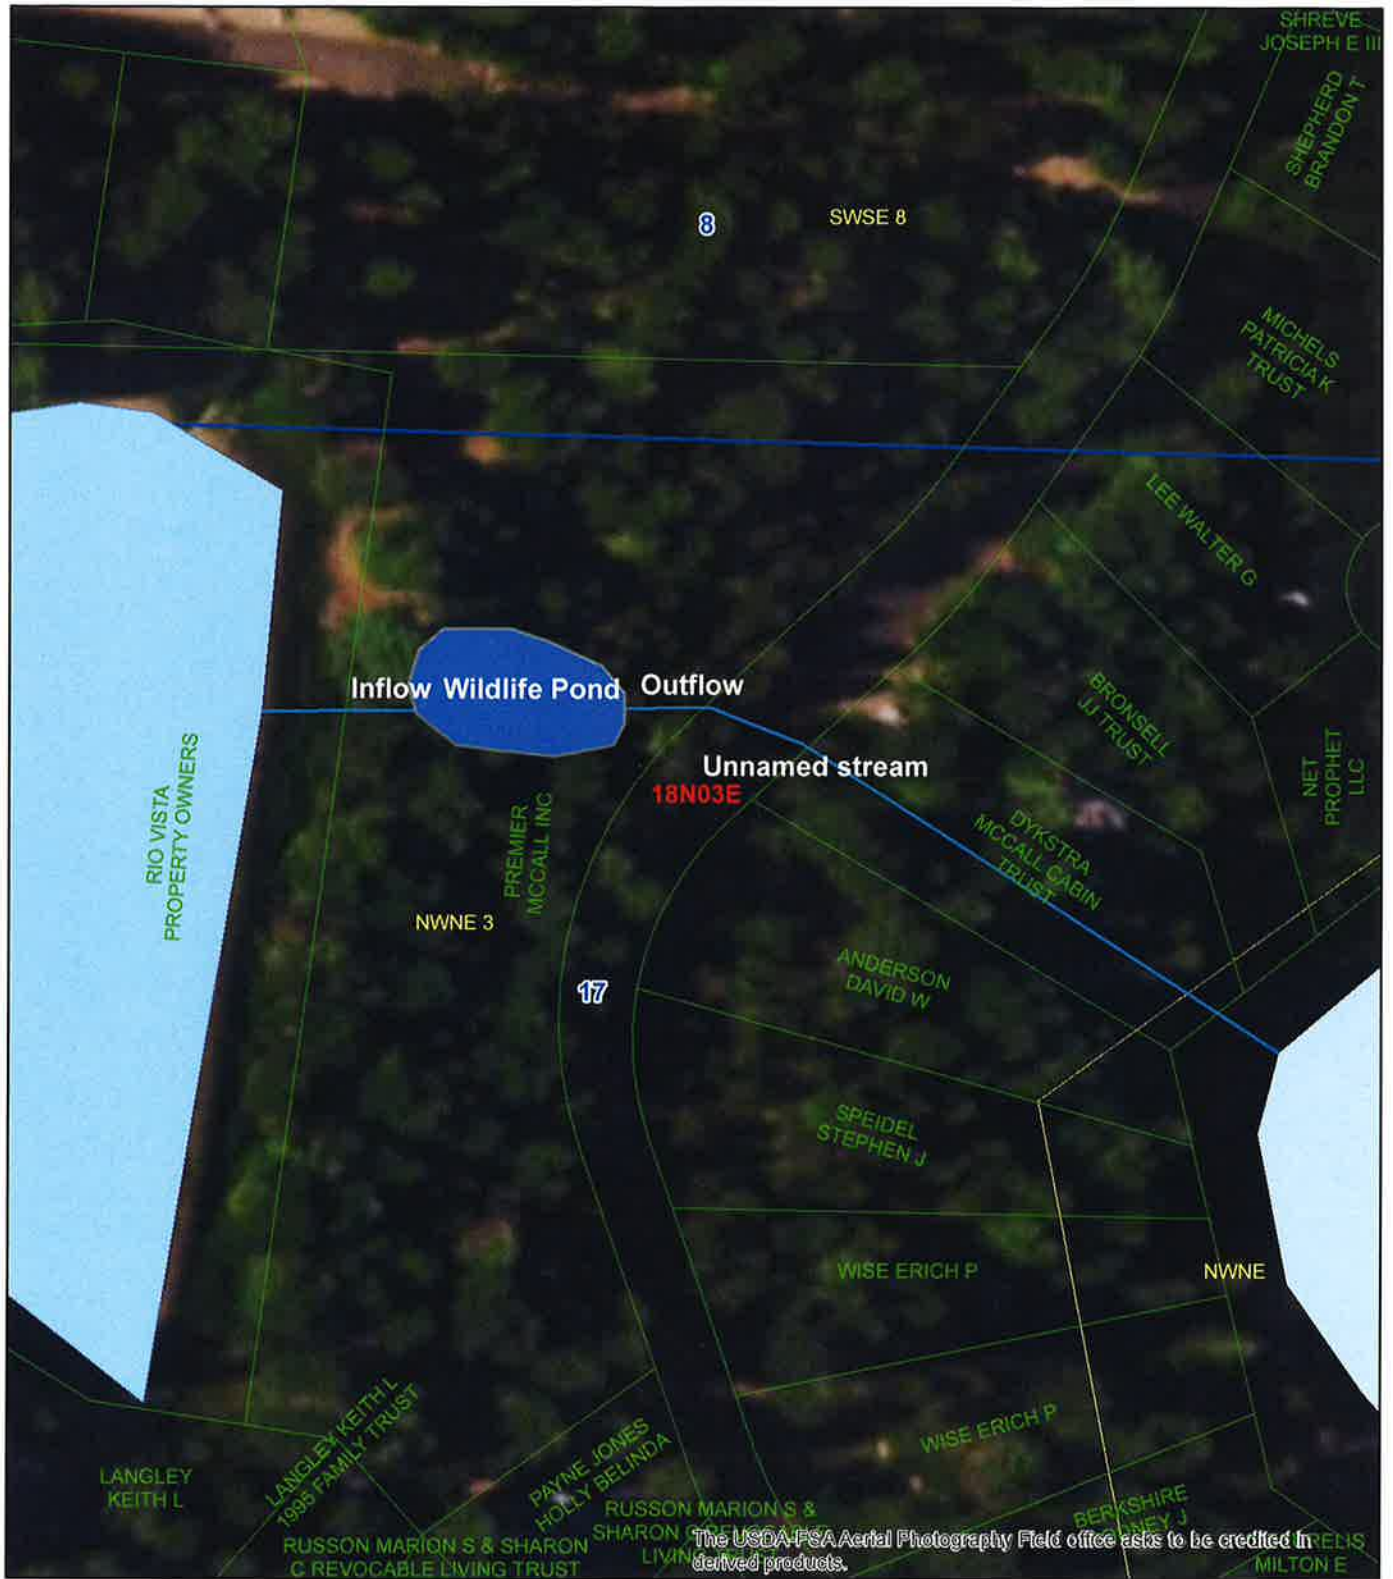 SHREVE
JOSEPH E III
SHEPHERD
BRANDON T
8
SWSE 8
MICHELS
PATRICIA K
TRUST
LEE WALTER G
Inflow Wildlife Pond Outflow
BRONSELL
JJ TRUST
NET
PROPHET
LLC
Unnamed stream
18N03E
RIO VISTA
PROPERTY OWNERS
PREMIER
MCCALL INC
DYKSTRA
MCCALL CABIN
TRUST
NWNE 3
ANDERSON
DAVID W
17
SPEIDEL
STEPHEN J
WISE ERICH P
NWNE
WISE ERICH P
LANGLEY
KEITH L
LANGLEY KEITH L
1995 FAMILY TRUST
PAYNE JONES
HOLLY BELINDA
RUSSON MARION S & SHARON
C REVOCABLE LIVING TRUST
RUSSON MARION S &
SHARON
BERKSHIRE
MILTON E
The USDA-FSA Aerial Photography Field office asks to be credited in
derived products.